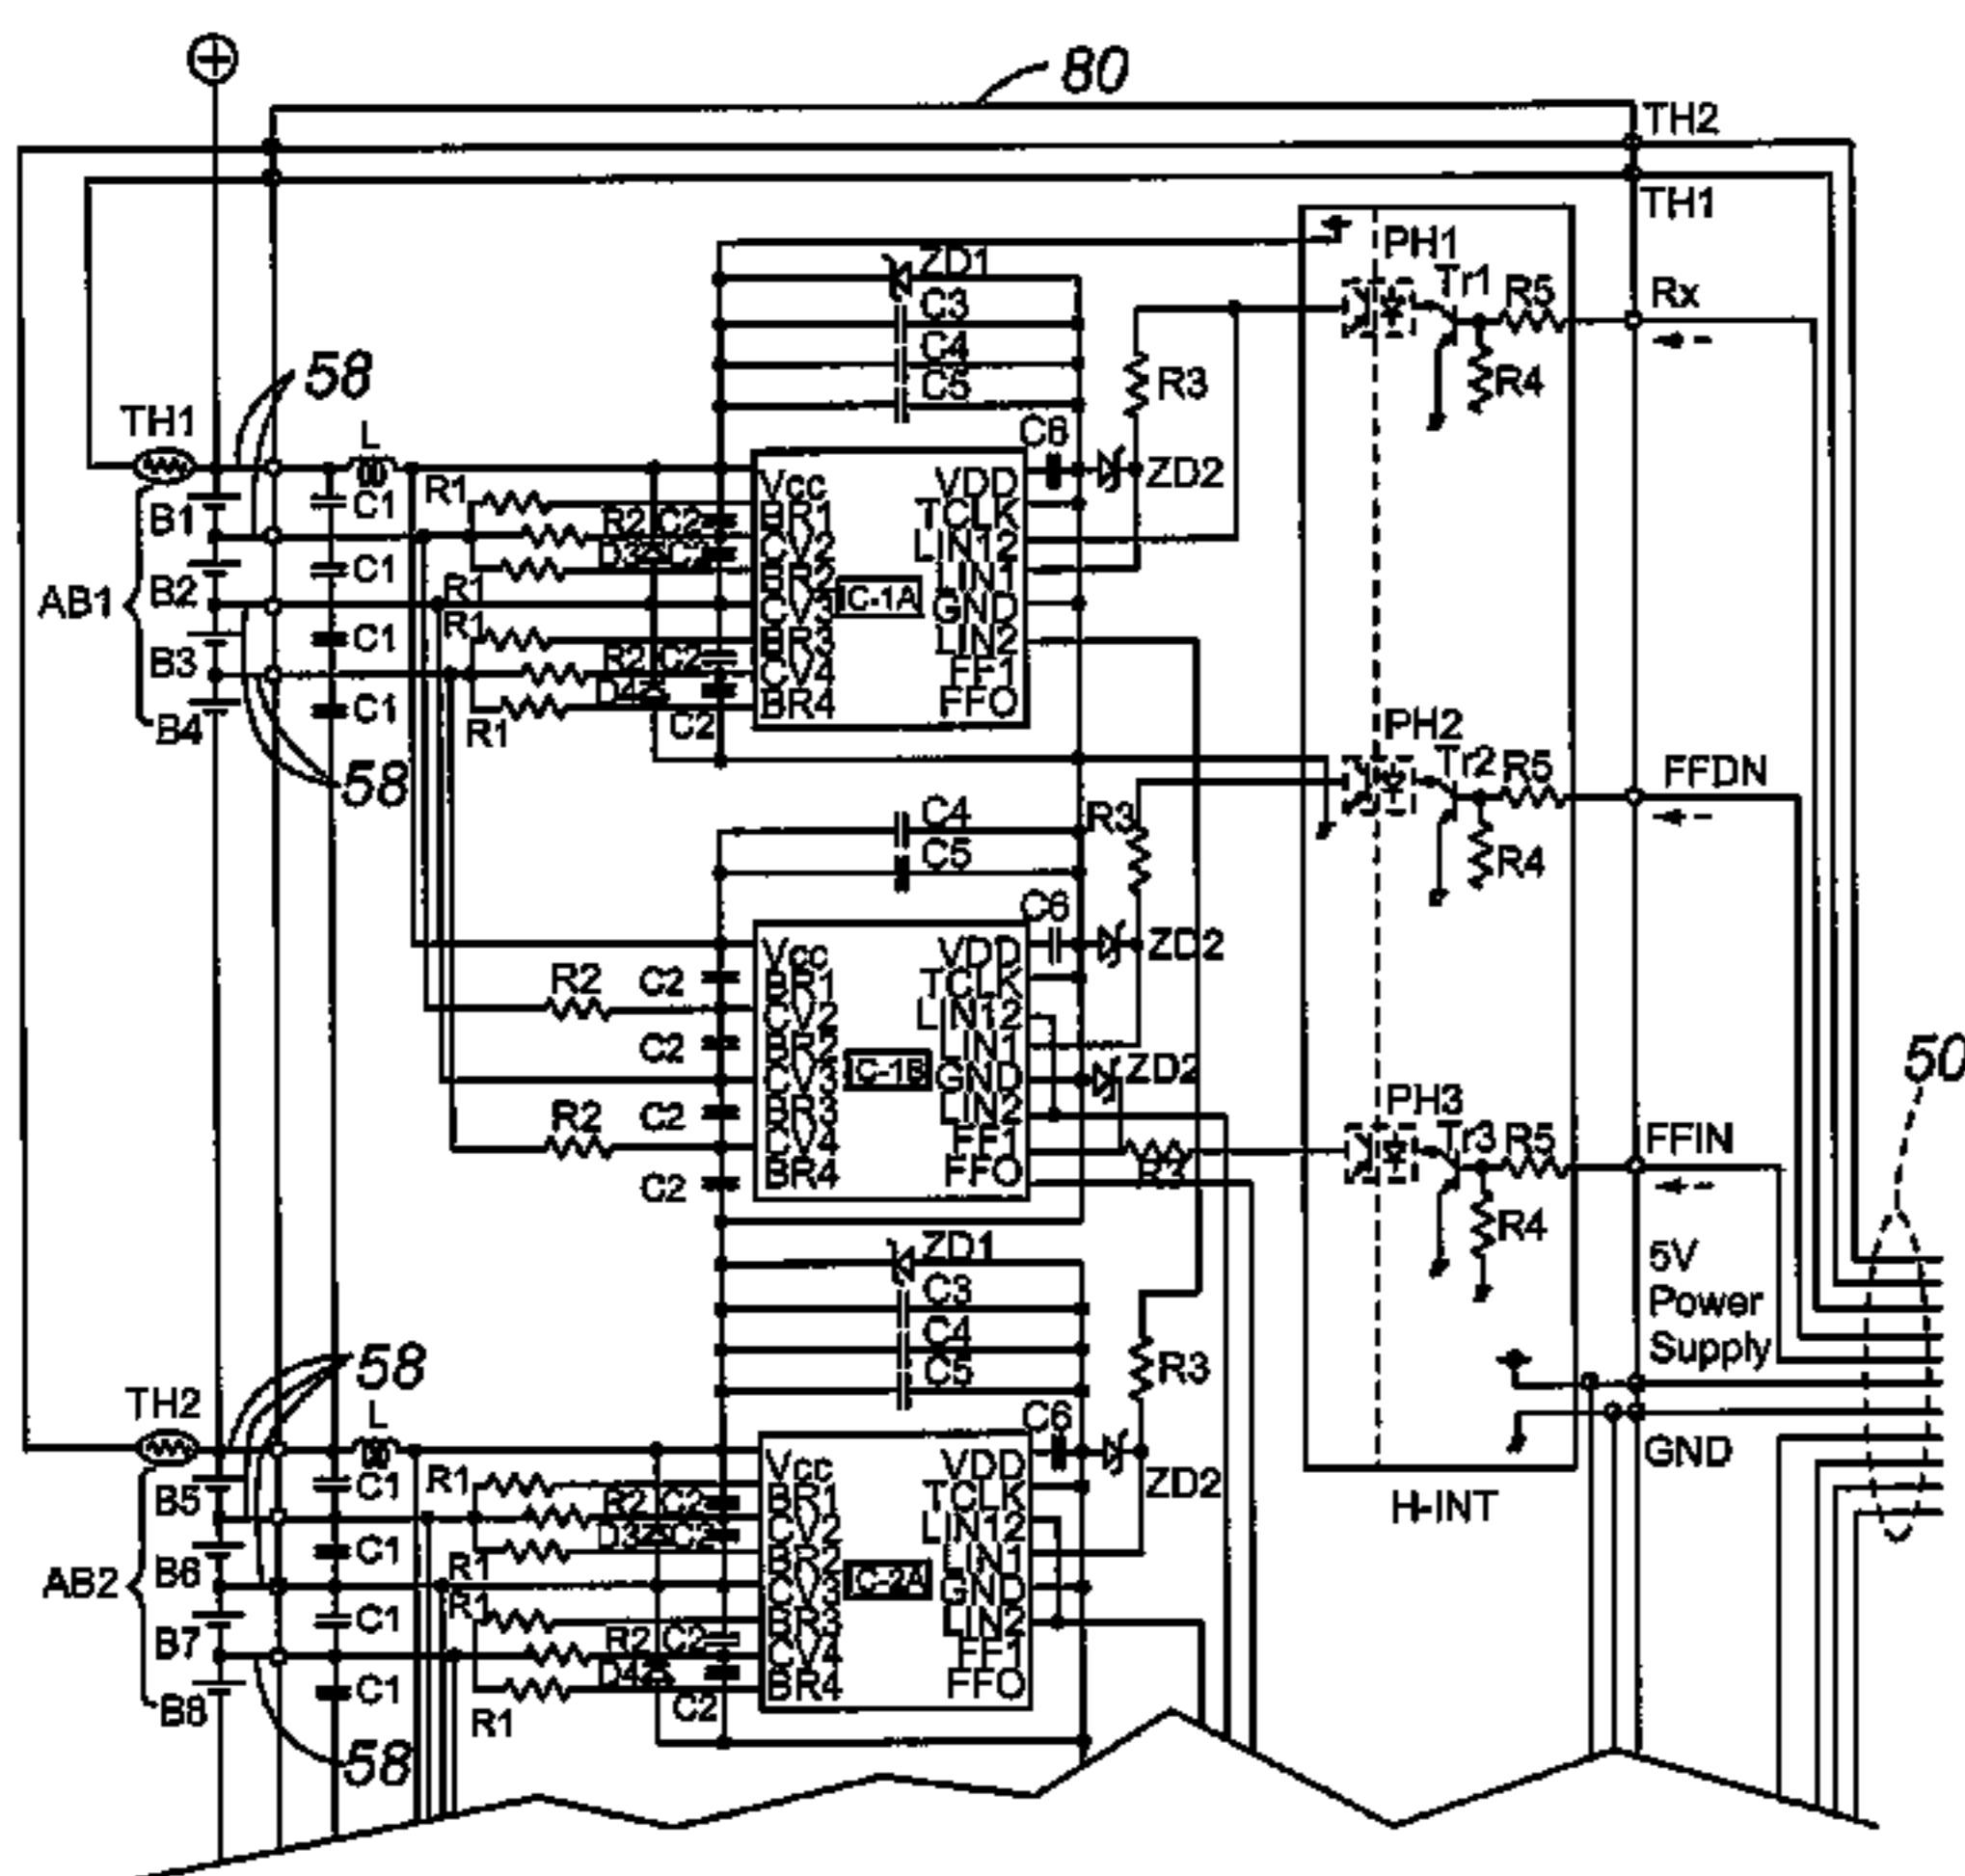 80
TH2
TH1
PH1
Tr1
R5
Rx
R4
ZD1
C3
C4
C5
R3
58
TH1
L
C6
ZD2
AB1
B1
B2
B3
B4
C1
C1
C1
C1
R1
R1
R1
R1
R2
R2
D3
D4
C2
C2
C2
C2
Vcc
BR1
CV2
BR2
CV3
BR3
CV4
BR4
IC-1A
VDD
TCLK
LIN12
LIN1
GND
LIN2
FF1
FFO
58
PH2
Tr2
R5
FFDN
R4
C4
C5
R3
C6
ZD2
R2
R2
C2
C2
C2
C2
Vcc
BR1
CV2
BR2
CV3
BR3
CV4
BR4
IC-1B
VDD
TCLK
LIN12
LIN1
GND
LIN2
FF1
FFO
ZD2
50
PH3
Tr3
R5
FFIN
R4
5V
Power
Supply
GND
H-INT
ZD1
C3
C4
C5
R3
58
TH2
L
C6
ZD2
AB2
B5
B6
B7
B8
C1
C1
C1
C1
R1
R1
R1
R1
R2
R2
D3
D4
C2
C2
C2
C2
Vcc
BR1
CV2
BR2
CV3
BR3
CV4
BR4
IC-2A
VDD
TCLK
LIN12
LIN1
GND
LIN2
FF1
FFO
58